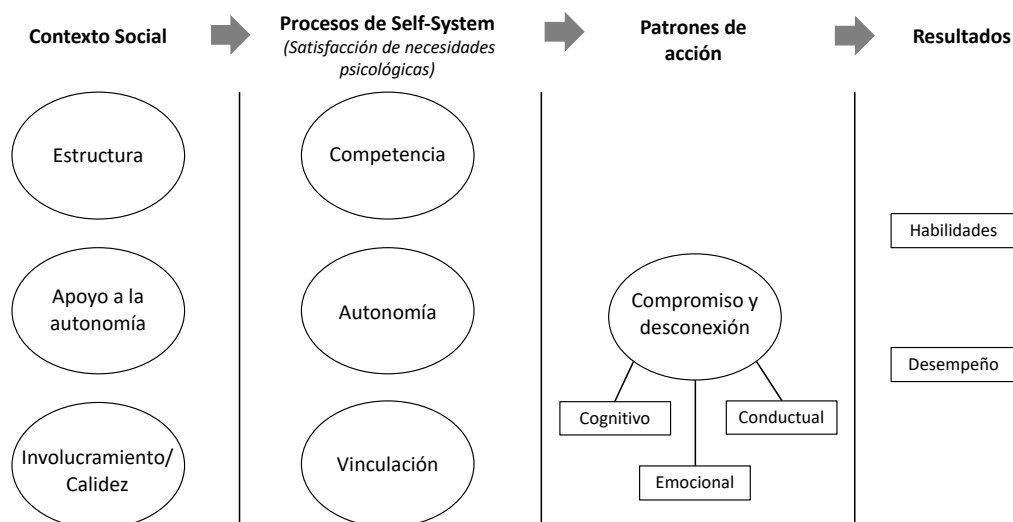 Contexto Social
Procesos de Self-System
(Satisfacción de necesidades
psicológicas)
Patrones de
acción
Resultados
Estructura
Competencia
Habilidades
Apoyo a la
autonomía
Autonomía
Compromiso y
desconexión
Desempeño
Cognitivo
Conductual
Emocional
Involucramiento/
Calidez
Vinculación